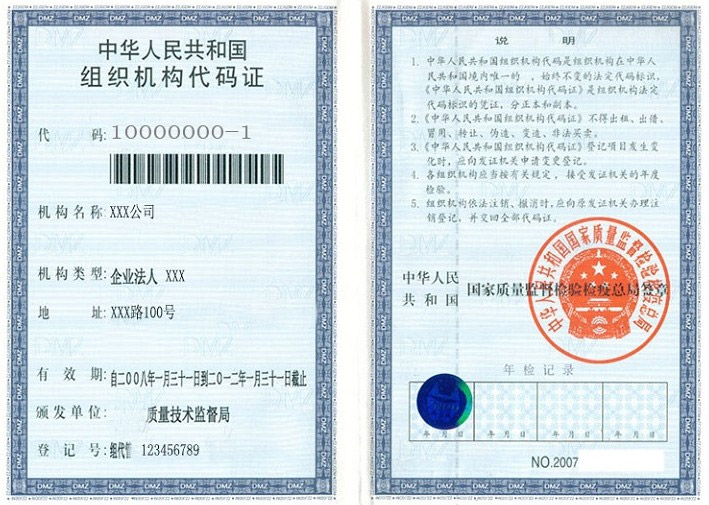 中华人民共和国
组织机构代码证
代 码: 10000000-1
机构名称: XXX公司
机构类型: 企业法人 XXX
地 址: XXX路100号
有 效 期: 自二00八年一月三十一日到二0一二年一月三十一日截止
颁发单位: 质量技术监督局
登 记 号: 组代管 123456789
说 明
1. 中华人民共和国组织机构代码是组织机构在中华人
民共和国境内唯一的 ，始终不变的法定代码标识，
《中华人民共和国组织机构代码证》是组织机构法定
代码标识的凭证，分正本和副本。
2. 《中华人民共和国组织机构代码证》不得出租、出借、
冒用、转让、伪造、变造、非法买卖。
3. 《中华人民共和国组织机构代码证》登记项目发生变
化时，应向发证机关申请变更登记。
4. 各组织机构应当按有关规定，接受发证机关的年度
检验。
5. 组织机构依法注销、撤消时，应向原发证机关办理注
销登记，并交回全部代码证。
中华人民
共 和 国 国家质量监督检验检疫总局签章
中华人民共和国国家质量监督检验检疫总局
年检记录
年 月 日 年 月 日 年 月 日 年 月 日
NO.2007
DMZ